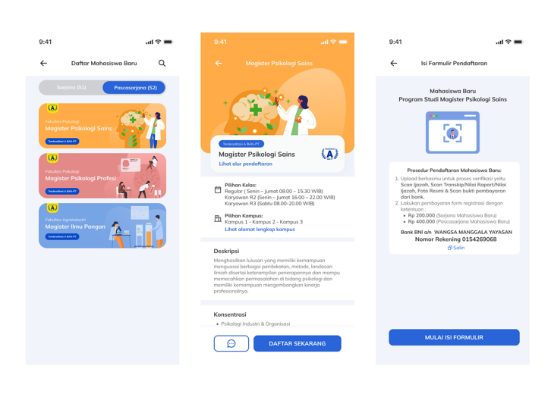 9:41
Daftar Mahasiswa Baru
Sarjana (S1)
Pascasarjana (S2)
Fakultas Psikologi
Magister Psikologi Sains
Terakreditasi A BAN-PT
Fakultas Psikologi
Magister Psikologi Profesi
Terakreditasi A BAN-PT
Fakultas Agroindustri
Magister Ilmu Pangan
Terakreditasi A BAN-PT
9:41
Magister Psikologi Sains
Terakreditasi A BAN-PT
Magister Psikologi Sains
Lihat alur pendaftaran
Pilihan Kelas:
Reguler ( Senin - Jumat 08.00 - 15.30 WIB)
Karyawan R2 (Senin - Jumat 16.00 - 22.00 WIB)
Karyawan R3 (Sabtu 08.00-20.00 WIB)
Pilihan Kampus:
Kampus 1 - Kampus 2 - Kampus 3
Lihat alamat lengkap kampus
Deskripsi
Menghasilkan lulusan yang memiliki kemampuan
menguasai berbagai pendekatan, metode, landasan
ilmiah disertai keterampilan penerapannya dan mampu
memecahkan permasalahan di bidang psikologi dan
memiliki kemampuan mengembangkan kinerja
profesionalnya.
Konsentrasi
• Psikologi Industri & Organisasi
DAFTAR SEKARANG
9:41
Isi Formulir Pendaftaran
Mahasiswa Baru
Program Studi Magister Psikologi Sains
Prosedur Pendaftaran Mahasiswa Baru:
1. Upload berkasmu untuk proses verifikasi yaitu
Scan Ijazah, Scan Transkip/Nilai Raport/Nilai
Ijazah, Foto Resmi & Scan bukti pembayaran
dari bank.
2. Lakukan pembayaran form registrasi dengan
ketentuan :
• Rp 200.000 (Sarjana Mahasiswa Baru)
• Rp 400.000 (Pascasarjana Mahasiswa Baru)
Bank BNI a/n WANGSA MANGGALA YAYASAN
Nomor Rekening 0154269068
Salin
MULAI ISI FORMULIR